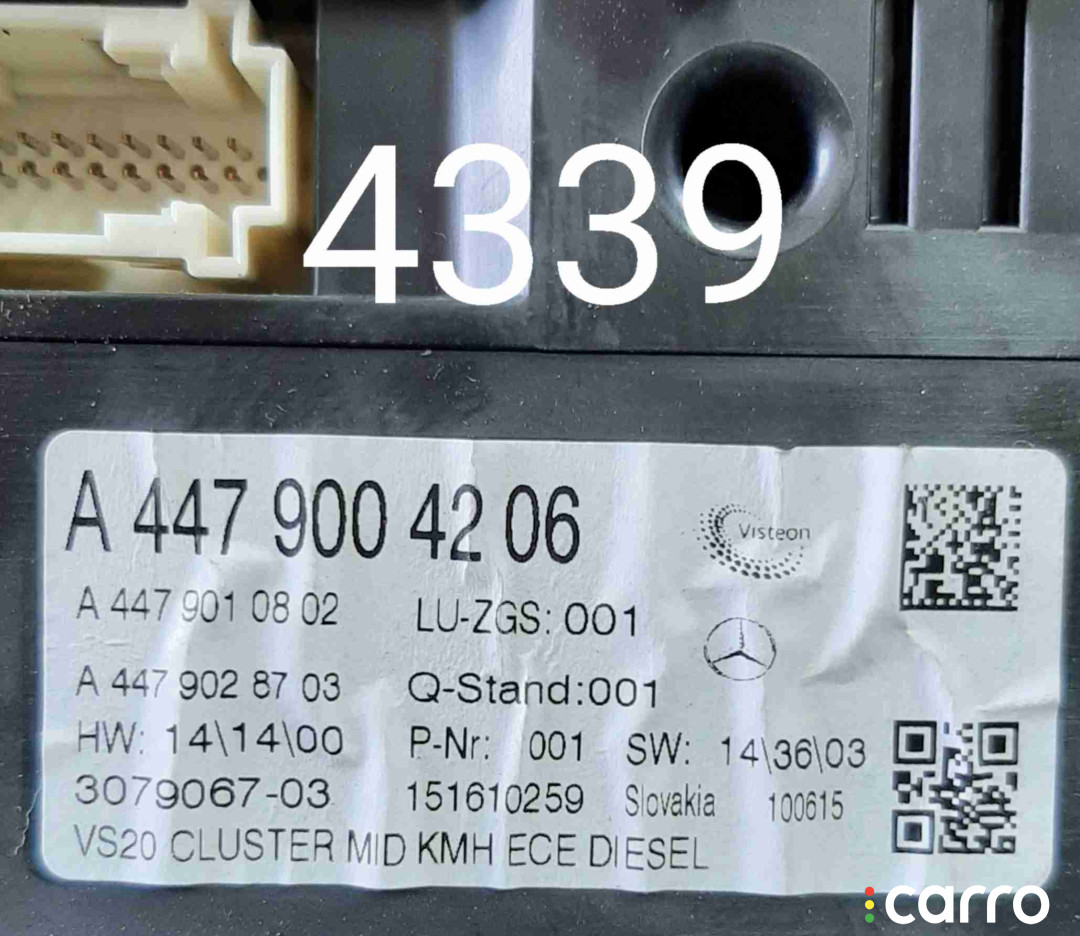 4339
A 447 900 42 06
Visteon
A 447 901 08 02 LU-ZGS: 001
A 447 902 87 03 Q-Stand:001
HW: 14\14\00 P-Nr: 001 SW: 14\36\03
3079067-03 151610259 Slovakia 100615
VS20 CLUSTER MID KMH ECE DIESEL
carro